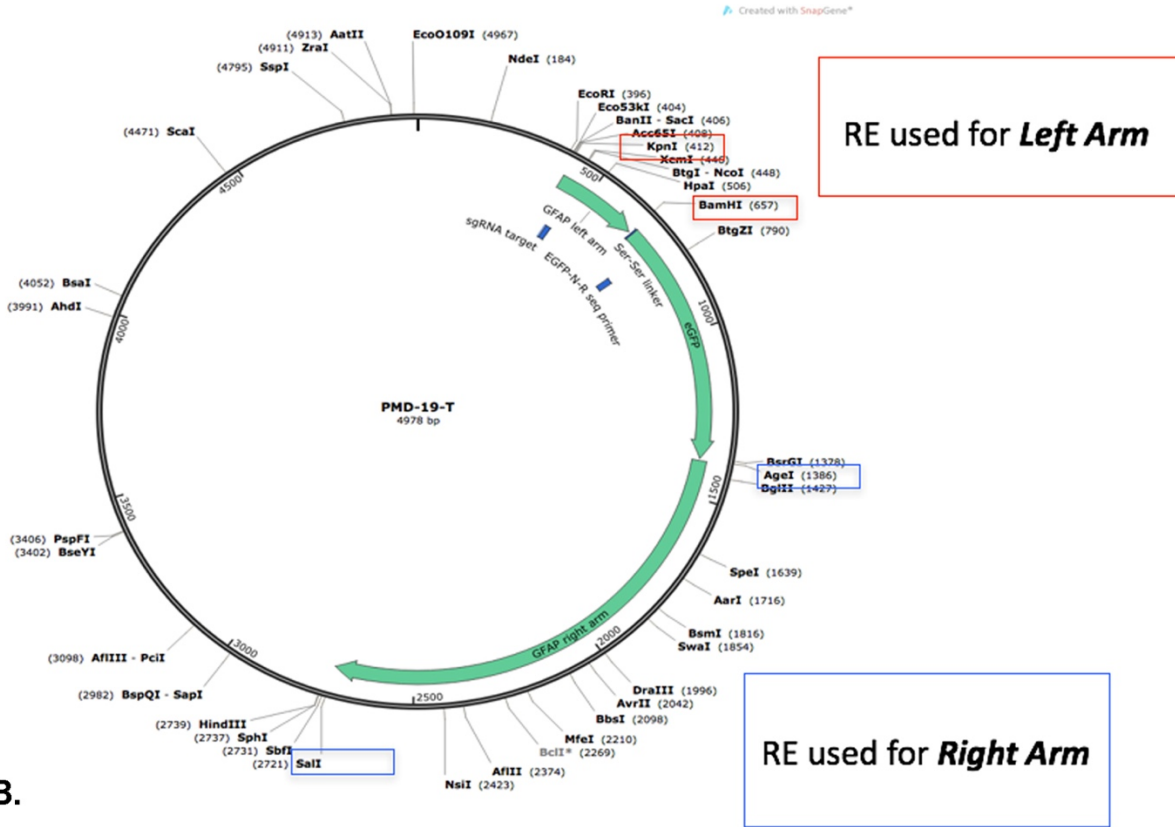 Created with SnapGene®
(4913) AatII
(4911) ZraI
(4795) SspI
EcoO109I (4967)
NdeI (184)
EcoRI (396)
Eco53kI (404)
BanII - SacI (406)
Acc65I (408)
KpnI (412)
XcmI (446)
BtgI - NcoI (448)
HpaI (506)
BamHI (657)
BtgZI (790)
RE used for Left Arm
(4471) ScaI
4500
500
GFAP left arm
sgRNA target
Ser-Ser linker
EGFP-N-R seq primer
1000
eGFP
(4052) BsaI
(3991) AhdI
4000
PMD-19-T
4978 bp
BsrGI (1378)
AgeI (1386)
BglII (1427)
1500
3500
(3406) PspFI
(3402) BseYI
SpeI (1639)
AarI (1716)
BsmI (1816)
SwaI (1854)
GFAP right arm
2000
3000
2500
(3098) AflIII - PciI
(2982) BspQI - SapI
(2739) HindIII
(2737) SphI
(2731) SbfI
(2721) SalI
DraIII (1996)
AvrII (2042)
BbsI (2098)
MfeI (2210)
BclI* (2269)
AflII (2374)
NsiI (2423)
RE used for Right Arm
B.